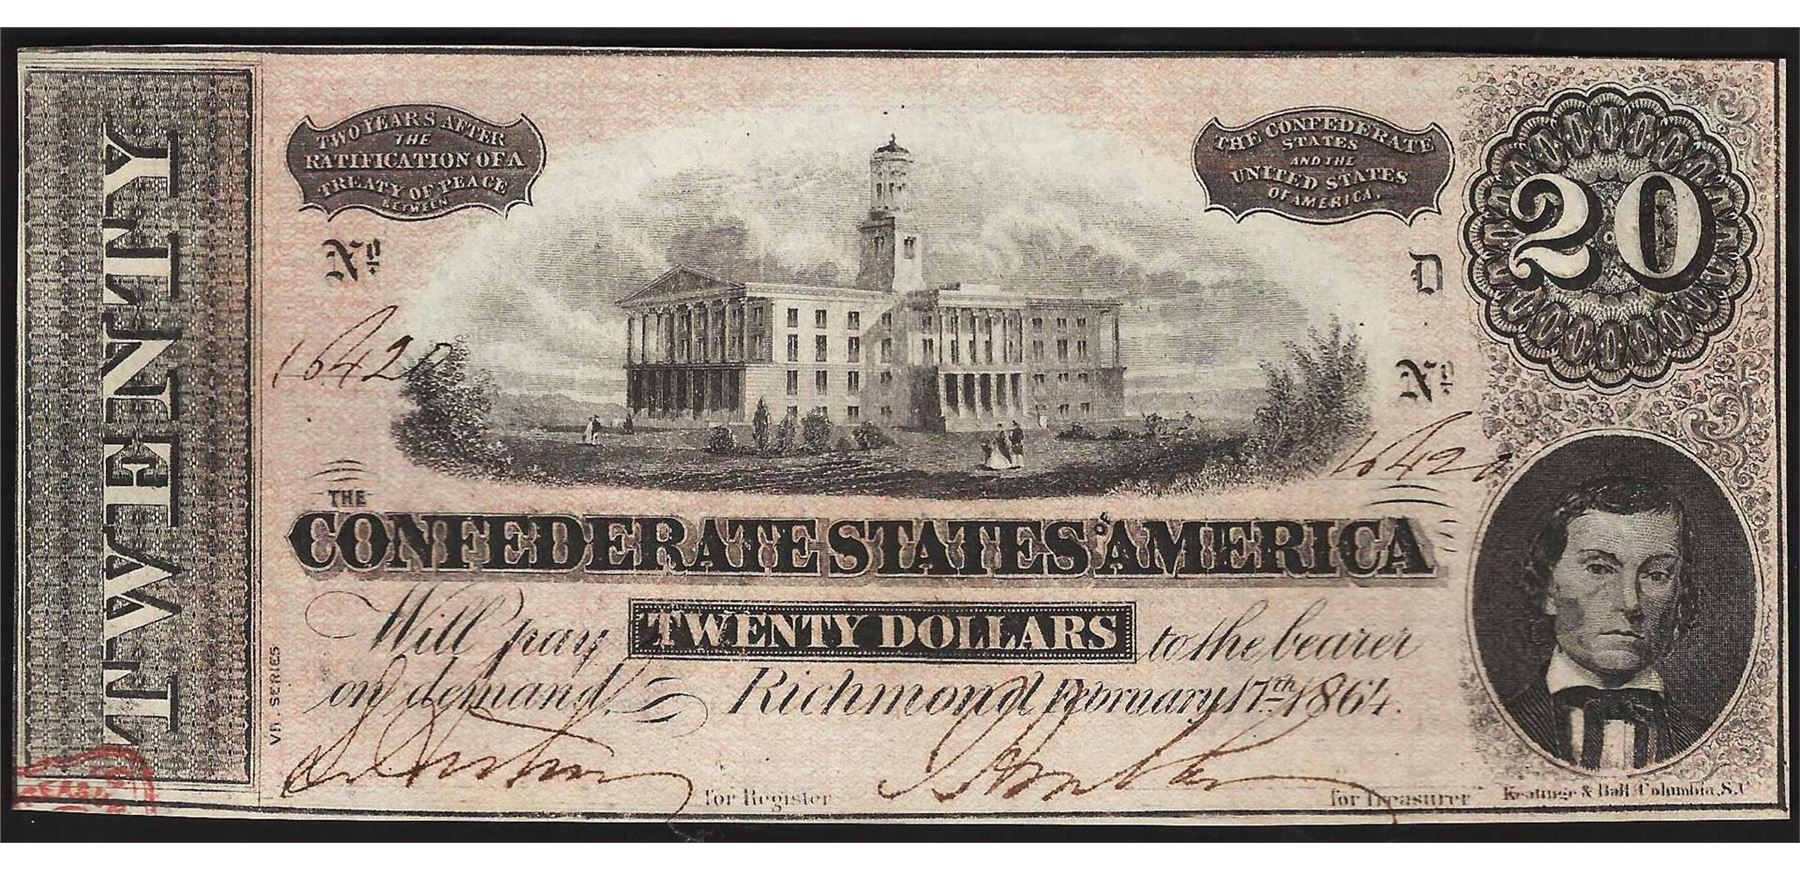 TWENTY
TWO YEARS AFTER
THE
RATIFICATION OF A
TREATY OF PEACE
BETWEEN
THE CONFEDERATE
STATES
AND THE
UNITED STATES
OF AMERICA.
20
Nº
D
16420
Nº
16420
THE
CONFEDERATE STATES OF AMERICA
Will pay TWENTY DOLLARS to the bearer
on demand Richmond February 17th 1864.
VII. SERIES
for Register
for Treasurer
Keatinge & Ball Columbia, S.C